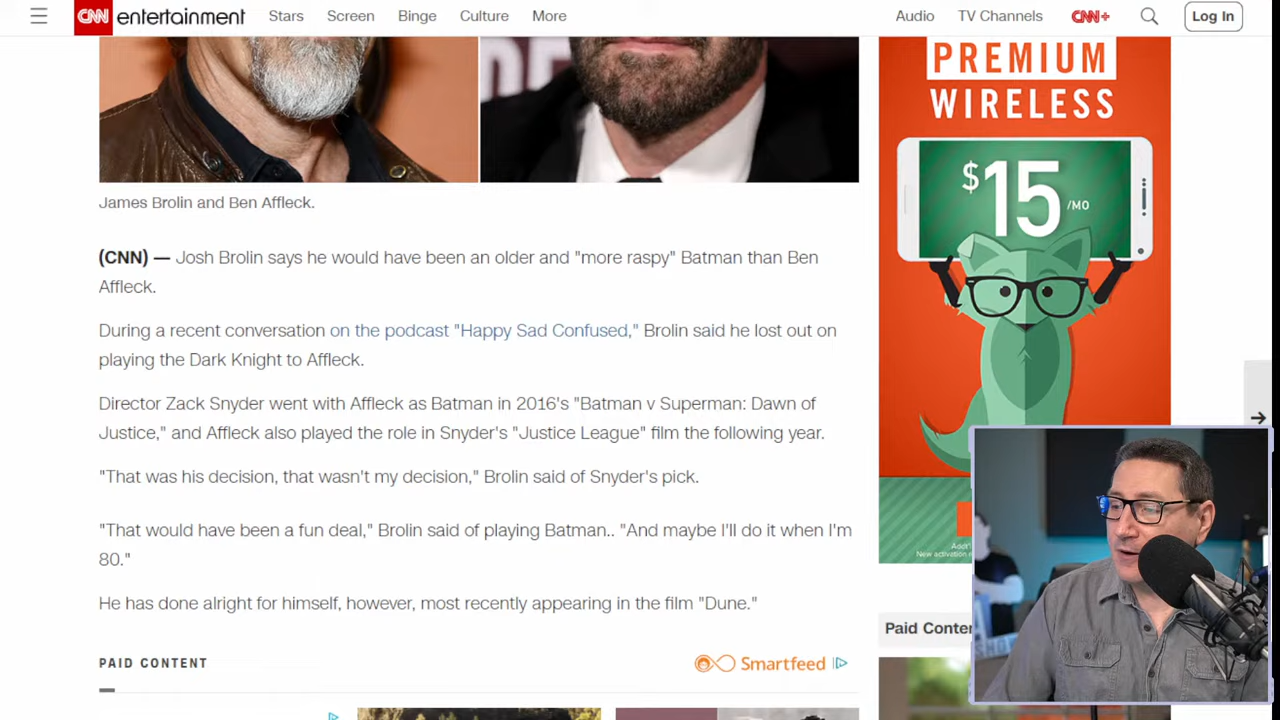 CNN entertainment Stars Screen Binge Culture More Audio TV Channels CNN+ Log In
PREMIUM
WIRELESS
$15/MO
James Brolin and Ben Affleck.
(CNN) — Josh Brolin says he would have been an older and "more raspy" Batman than Ben
Affleck.
During a recent conversation on the podcast "Happy Sad Confused," Brolin said he lost out on
playing the Dark Knight to Affleck.
Director Zack Snyder went with Affleck as Batman in 2016's "Batman v Superman: Dawn of
Justice," and Affleck also played the role in Snyder's "Justice League" film the following year.
"That was his decision, that wasn't my decision," Brolin said of Snyder's pick.
"That would have been a fun deal," Brolin said of playing Batman.. "And maybe I'll do it when I'm
80."
He has done alright for himself, however, most recently appearing in the film "Dune."
PAID CONTENT
Smartfeed
New activation
Paid